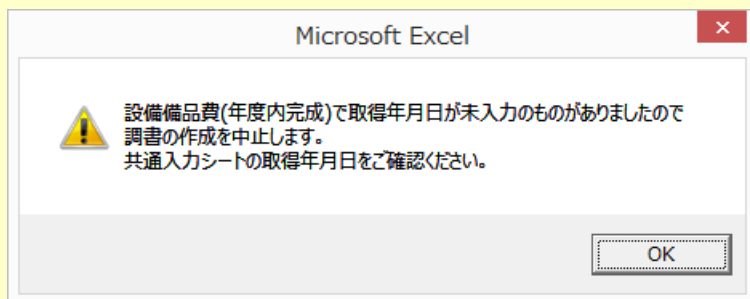 Microsoft Excel
設備備品費(年度内完成)で取得年月日が未入力のものがありましたので
調書の作成を中止します。
共通入力シートの取得年月日をご確認ください。
OK